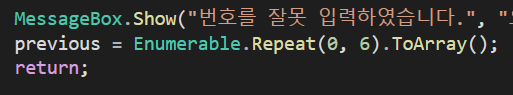 MessageBox.Show("번호를 잘못 입력하였습니다.", "
previous = Enumerable.Repeat(0, 6).ToArray();
return;